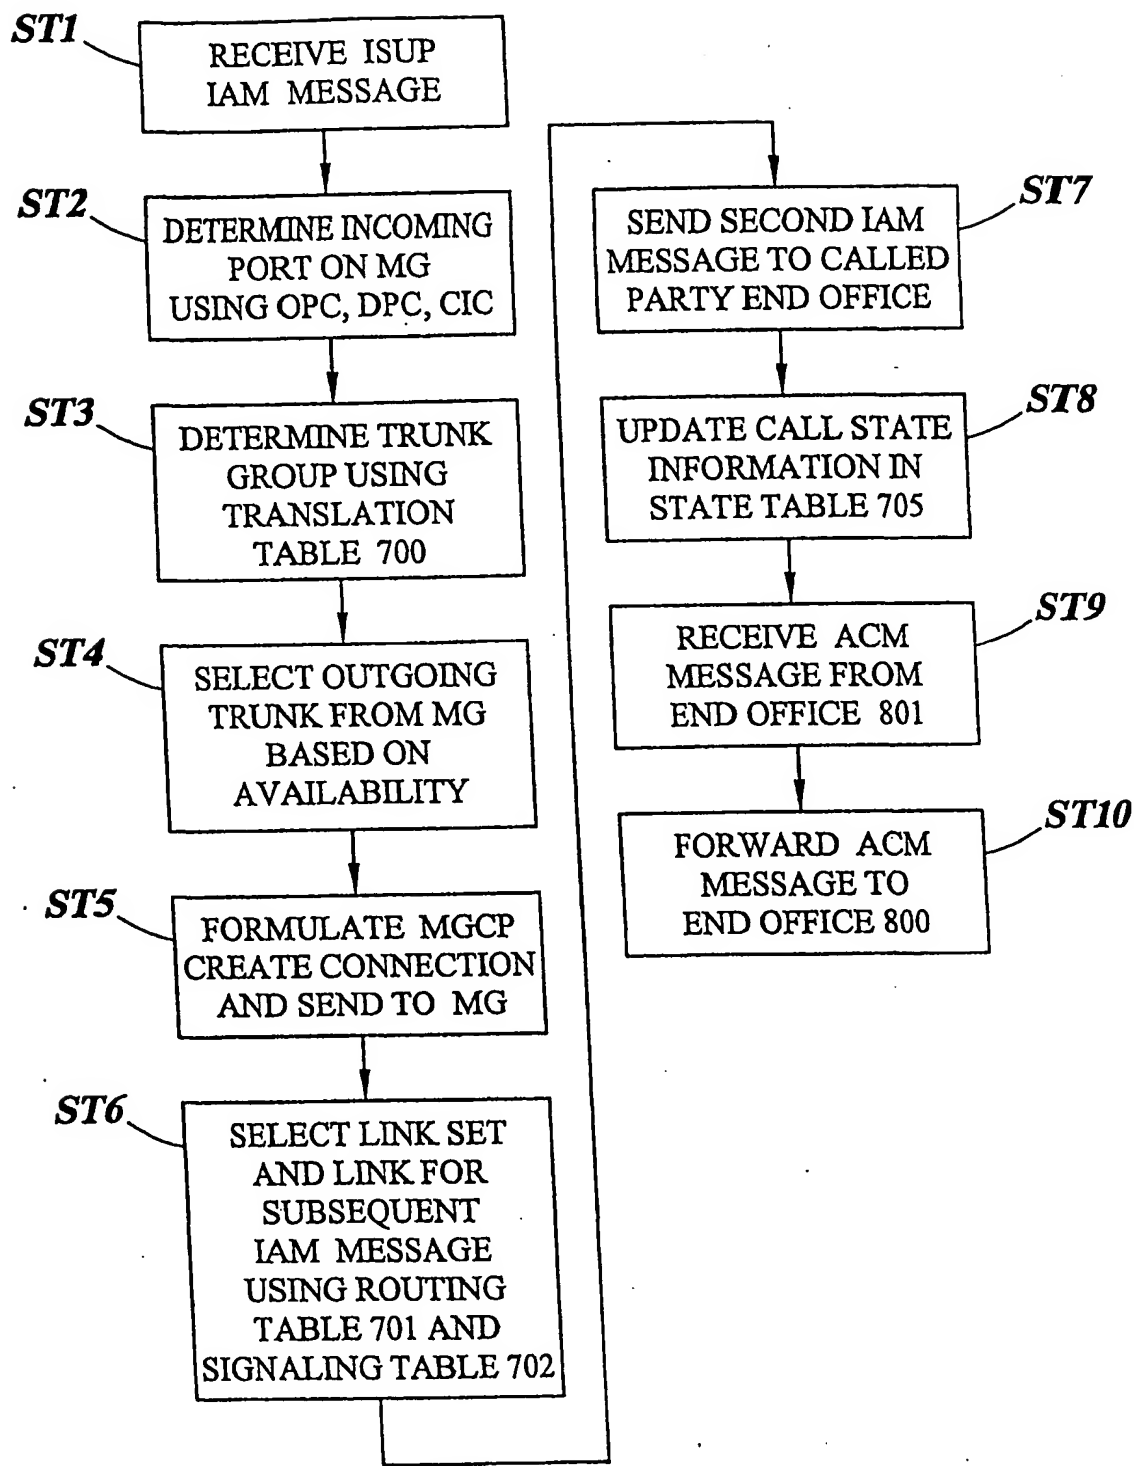 ST1
RECEIVE ISUP
IAM MESSAGE
ST2
DETERMINE INCOMING
PORT ON MG
USING OPC, DPC, CIC
ST3
DETERMINE TRUNK
GROUP USING
TRANSLATION
TABLE 700
ST4
SELECT OUTGOING
TRUNK FROM MG
BASED ON
AVAILABILITY
ST5
FORMULATE MGCP
CREATE CONNECTION
AND SEND TO MG
ST6
SELECT LINK SET
AND LINK FOR
SUBSEQUENT
IAM MESSAGE
USING ROUTING
TABLE 701 AND
SIGNALING TABLE 702
ST7
SEND SECOND IAM
MESSAGE TO CALLED
PARTY END OFFICE
ST8
UPDATE CALL STATE
INFORMATION IN
STATE TABLE 705
ST9
RECEIVE ACM
MESSAGE FROM
END OFFICE 801
ST10
FORWARD ACM
MESSAGE TO
END OFFICE 800